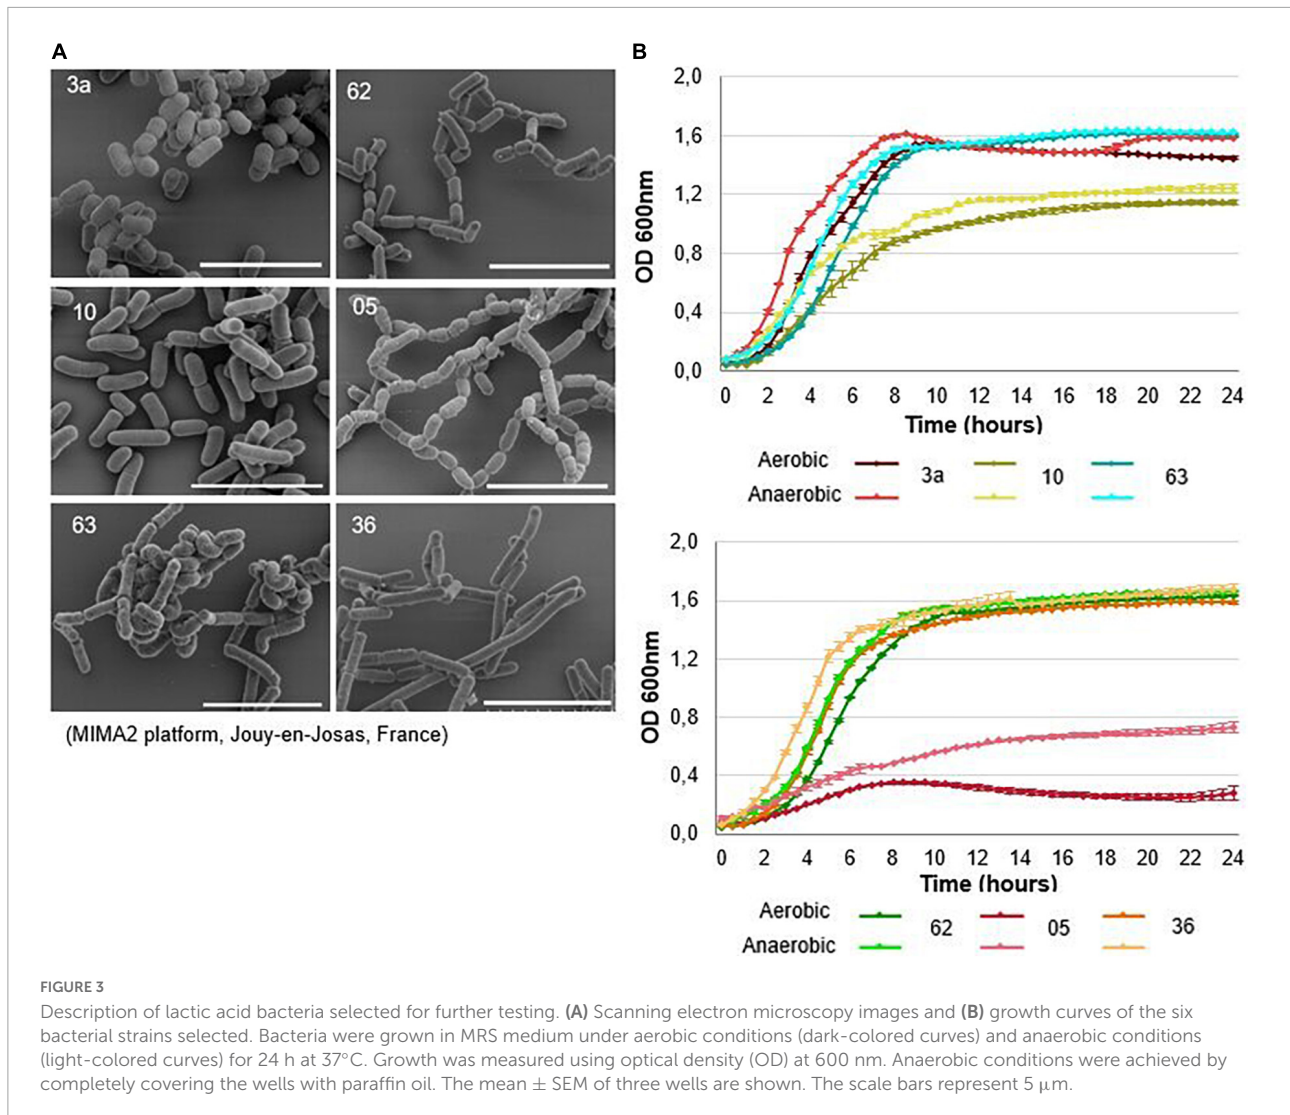 A
B
3a
62
10
05
63
36
(MIMA2 platform, Jouy-en-Josas, France)
OD 600nm
2,0
1,6
1,2
0,8
0,4
0,0
0 2 4 6 8 10 12 14 16 18 20 22 24
Time (hours)
Aerobic
Anaerobic
3a 10 63
OD 600nm
2,0
1,6
1,2
0,8
0,4
0,0
0 2 4 6 8 10 12 14 16 18 20 22 24
Time (hours)
Aerobic
Anaerobic
62 05 36
FIGURE 3
Description of lactic acid bacteria selected for further testing. (A) Scanning electron microscopy images and (B) growth curves of the six
bacterial strains selected. Bacteria were grown in MRS medium under aerobic conditions (dark-colored curves) and anaerobic conditions
(light-colored curves) for 24 h at 37°C. Growth was measured using optical density (OD) at 600 nm. Anaerobic conditions were achieved by
completely covering the wells with paraffin oil. The mean ± SEM of three wells are shown. The scale bars represent 5 μm.